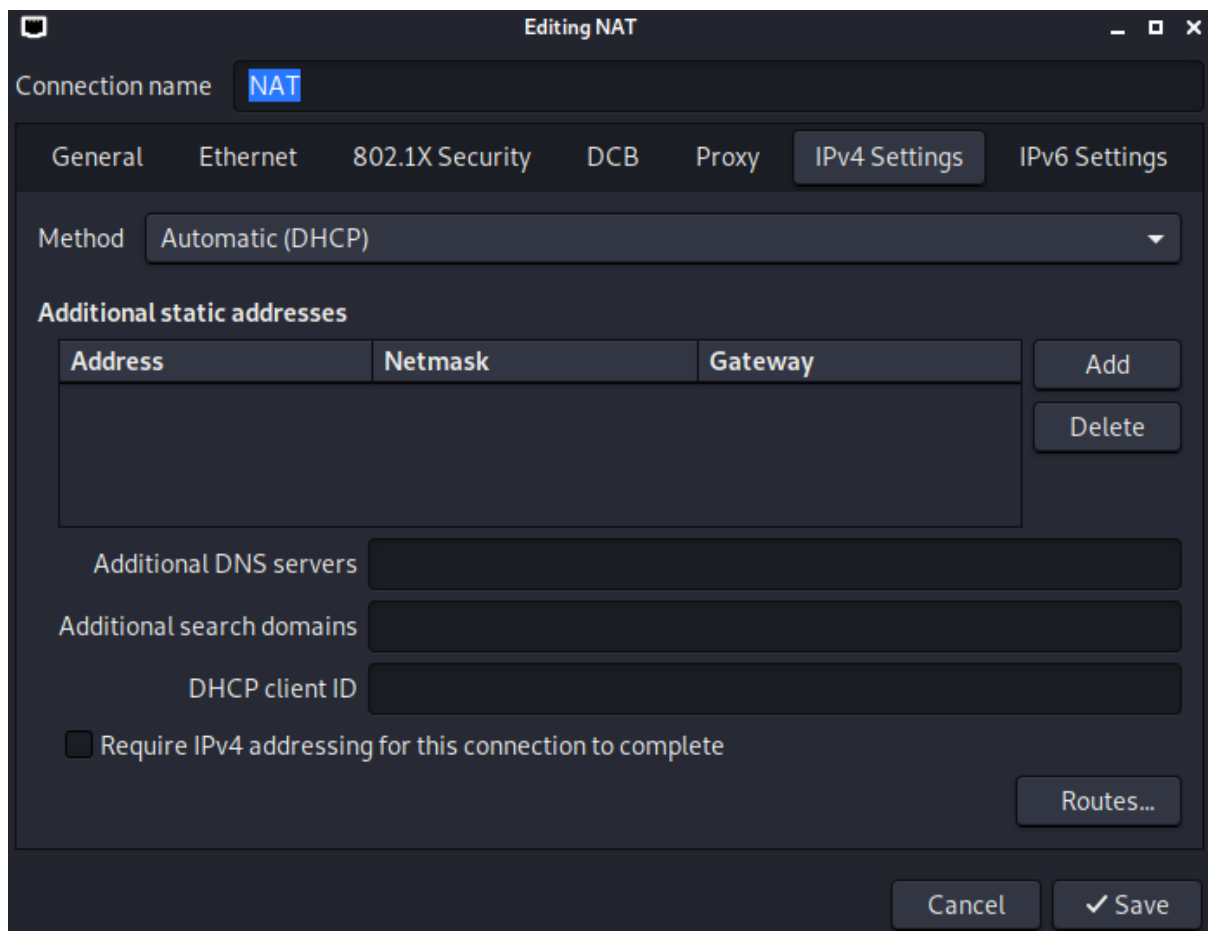 Editing NAT
Connection name NAT
General Ethernet 802.1X Security DCB Proxy IPv4 Settings IPv6 Settings
Method Automatic (DHCP)
Additional static addresses
Address Netmask Gateway Add
Delete
Additional DNS servers
Additional search domains
DHCP client ID
Require IPv4 addressing for this connection to complete
Routes...
Cancel Save